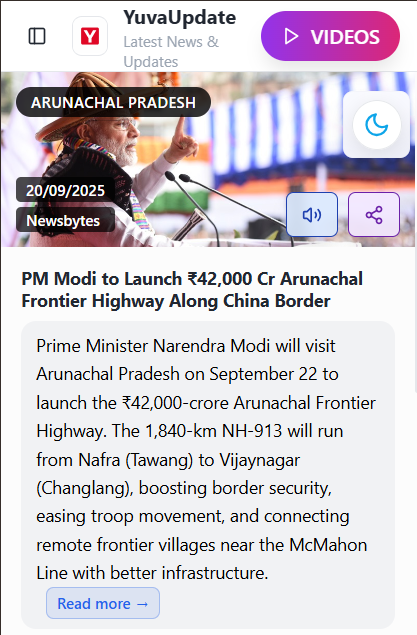 YuvaUpdate
Latest News &
Updates
VIDEOS
ARUNACHAL PRADESH
20/09/2025
Newsbytes
PM Modi to Launch ₹42,000 Cr Arunachal
Frontier Highway Along China Border
Prime Minister Narendra Modi will visit
Arunachal Pradesh on September 22 to
launch the ₹42,000-crore Arunachal Frontier
Highway. The 1,840-km NH-913 will run
from Nafra (Tawang) to Vijaynagar
(Changlang), boosting border security,
easing troop movement, and connecting
remote frontier villages near the McMahon
Line with better infrastructure.
Read more →